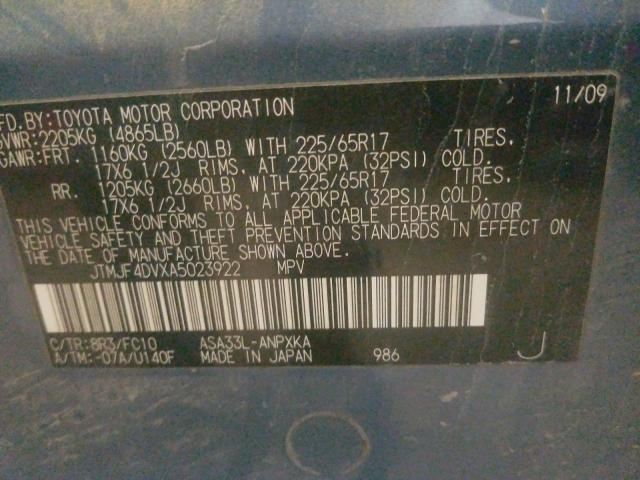 FD.BY:TOYOTA MOTOR CORPORATION 11/09
GVWR:2205KG (4865LB)
GAWR:FRT. 1160KG (2560LB) WITH 225/65R17 TIRES,
17X6 1/2J RIMS, AT 220KPA (32PSI) COLD.
RR. 1205KG (2660LB) WITH 225/65R17 TIRES,
17X6 1/2J RIMS, AT 220KPA (32PSI) COLD.
THIS VEHICLE CONFORMS TO ALL APPLICABLE FEDERAL MOTOR
VEHICLE SAFETY AND THEFT PREVENTION STANDARDS IN EFFECT ON
THE DATE OF MANUFACTURE SHOWN ABOVE.
JTMJF4DVXA5023922 MPV
C/TR:8R3/FC10 ASA33L-ANPXKA
A/TM:-07A/U140F MADE IN JAPAN 986 J